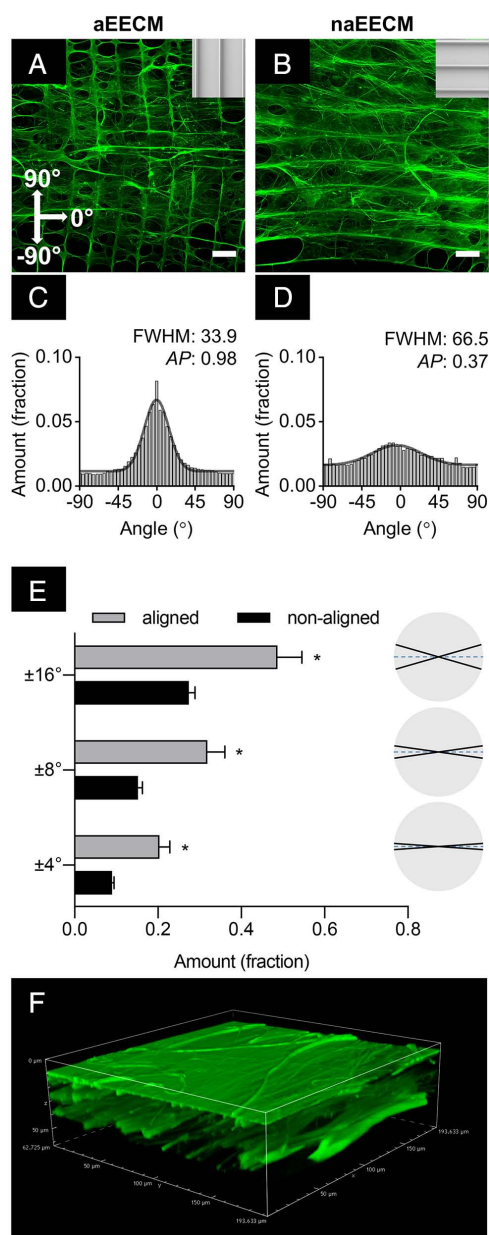 aEECM
naEECM
A
B
90°
0°
-90°
C
D
FWHM: 33.9
AP: 0.98
FWHM: 66.5
AP: 0.37
Amount (fraction)
0.10
0.05
0.00
-90 -45 0 45 90
Angle (°)
Amount (fraction)
0.10
0.05
0.00
-90 -45 0 45 90
Angle (°)
E
aligned non-aligned
±16°
*
±8°
*
±4°
*
0.0 0.2 0.4 0.6 0.8
Amount (fraction)
F
0 µm
z
50 µm
62,725 µm
50 µm
100 µm
Y
150 µm
193,633 µm
50 µm
100 µm
x
150 µm
193,633 µm